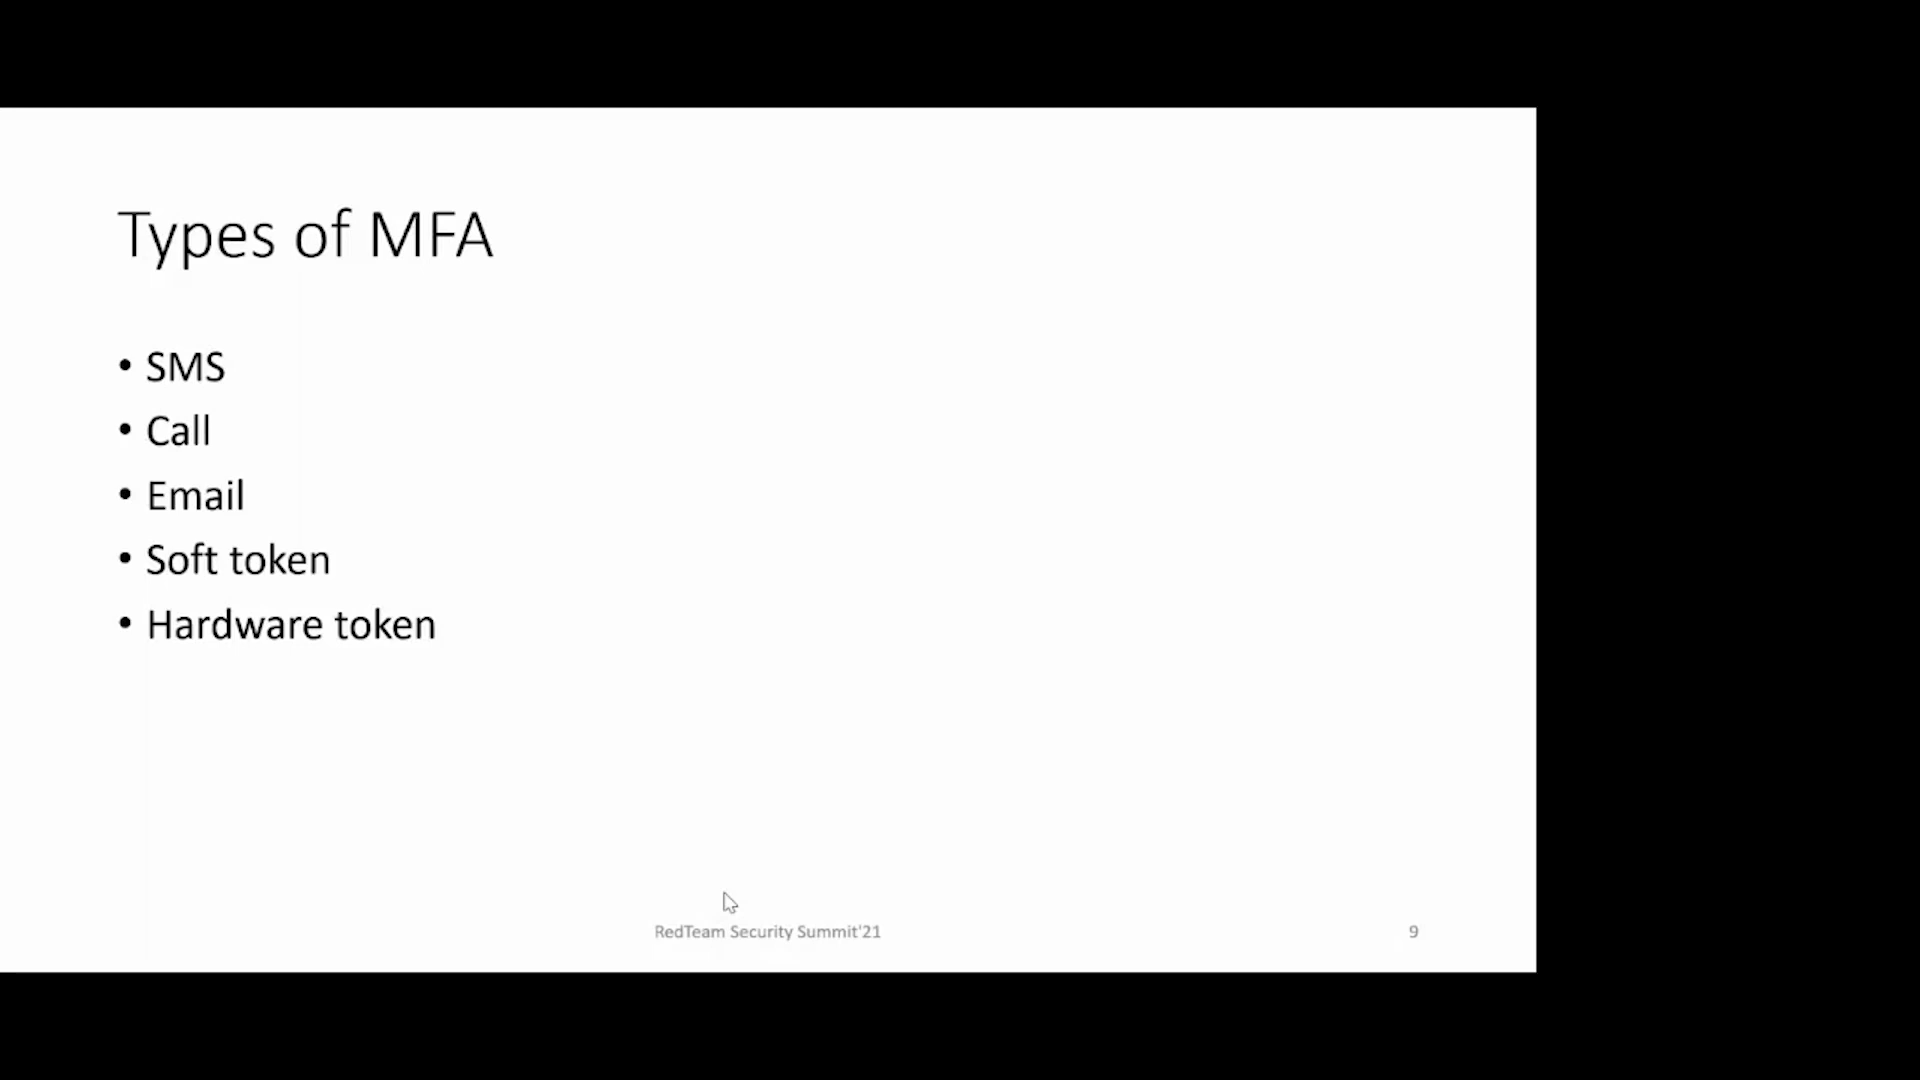 Types of MFA
• SMS
• Call
• Email
• Soft token
• Hardware token
RedTeam Security Summit'21
9